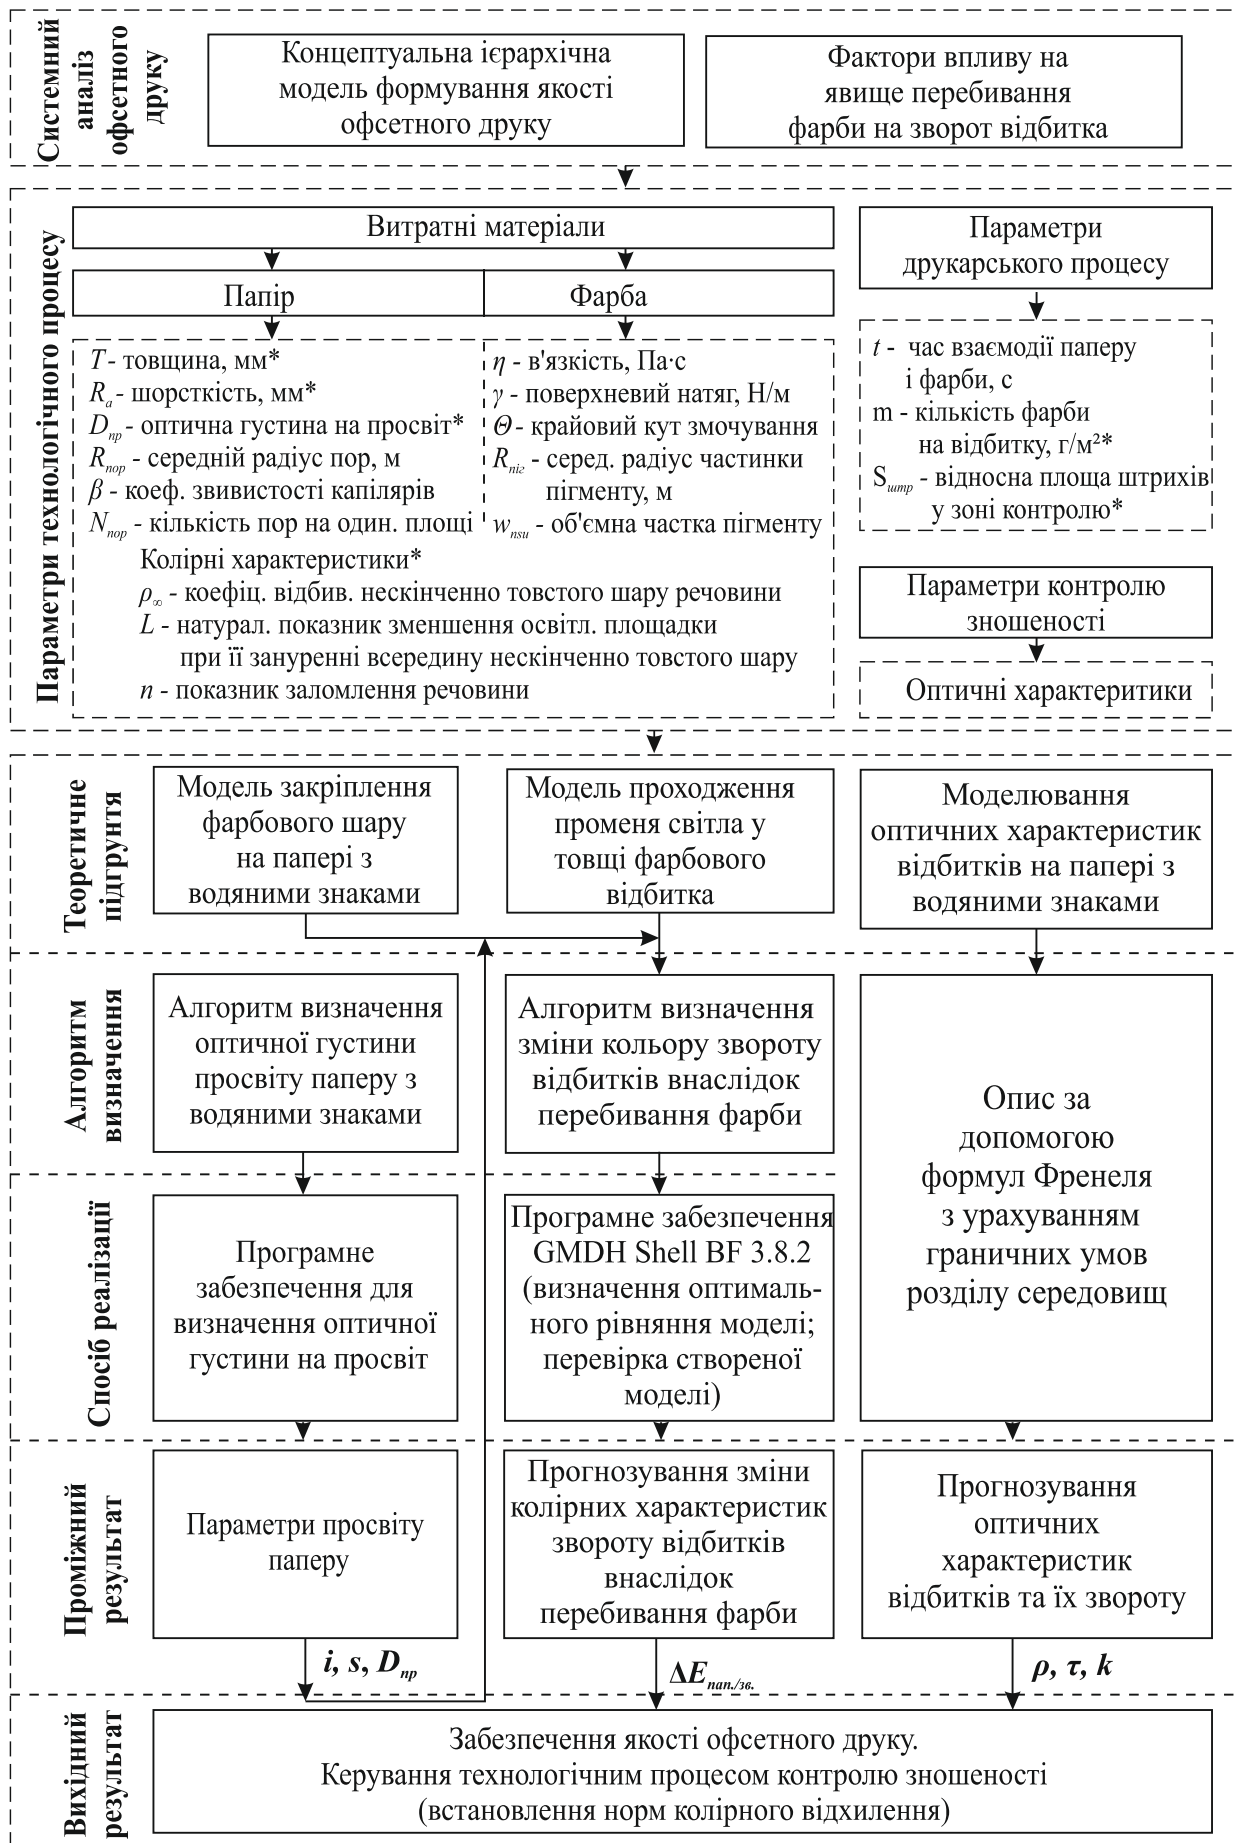 Системний
аналіз
офсетного
друку
Концептуальна ієрархічна
модель формування якості
офсетного друку
Фактори впливу на
явище перебивання
фарби на зворот відбитка
Параметри технологічного процесу
Витратні матеріали
Папір
Фарба
T - товщина, мм*
Rа - шорсткість, мм*
Dпр - оптична густина на просвіт*
Rпор - середній радіус пор, м
β - коеф. звивистості капілярів
Nпор - кількість пор на один. площі
η - в'язкість, Па·с
γ - поверхневий натяг, Н/м
Θ - крайовий кут змочування
Rпіг - серед. радіус частинки
пігменту, м
wпsu - об'ємна частка пігменту
Колірні характеристики*
ρ∞ - коефіц. відбив. нескінченно товстого шару речовини
L - натурал. показник зменшення освітл. площадки
при її зануренні всередину нескінченно товстого шару
n - показник заломлення речовини
Параметри
друкарського процесу
t - час взаємодії паперу
і фарби, с
m - кількість фарби
на відбитку, г/м²*
Sштр - відносна площа штрихів
у зоні контролю*
Параметри контролю
зношеності
Оптичні характеритики
Теоретичне
підгрунтя
Модель закріплення
фарбового шару
на папері з
водяними знаками
Модель проходження
променя світла у
товщі фарбового
відбитка
Моделювання
оптичних характеристик
відбитків на папері з
водяними знаками
Алгоритм
визначення
Алгоритм визначення
оптичної густини
просвіту паперу з
водяними знаками
Алгоритм визначення
зміни кольору звороту
відбитків внаслідок
перебивання фарби
Опис за
допомогою
формул Френеля
з урахуванням
граничних умов
розділу середовищ
Спосіб реалізації
Програмне
забезпечення для
визначення оптичної
густини на просвіт
Програмне забезпечення
GMDH Shell BF 3.8.2
(визначення оптималь-
ного рівняння моделі;
перевірка створеної
моделі)
Проміжний
результат
Параметри просвіту
паперу
Прогнозування зміни
колірних характеристик
звороту відбитків
внаслідок
перебивання фарби
Прогнозування
оптичних
характеристик
відбитків та їх звороту
i, s, Dпр
ΔEпап./зв.
ρ, τ, k
Вихідний
результат
Забезпечення якості офсетного друку.
Керування технологічним процесом контролю зношеності
(встановлення норм колірного відхилення)